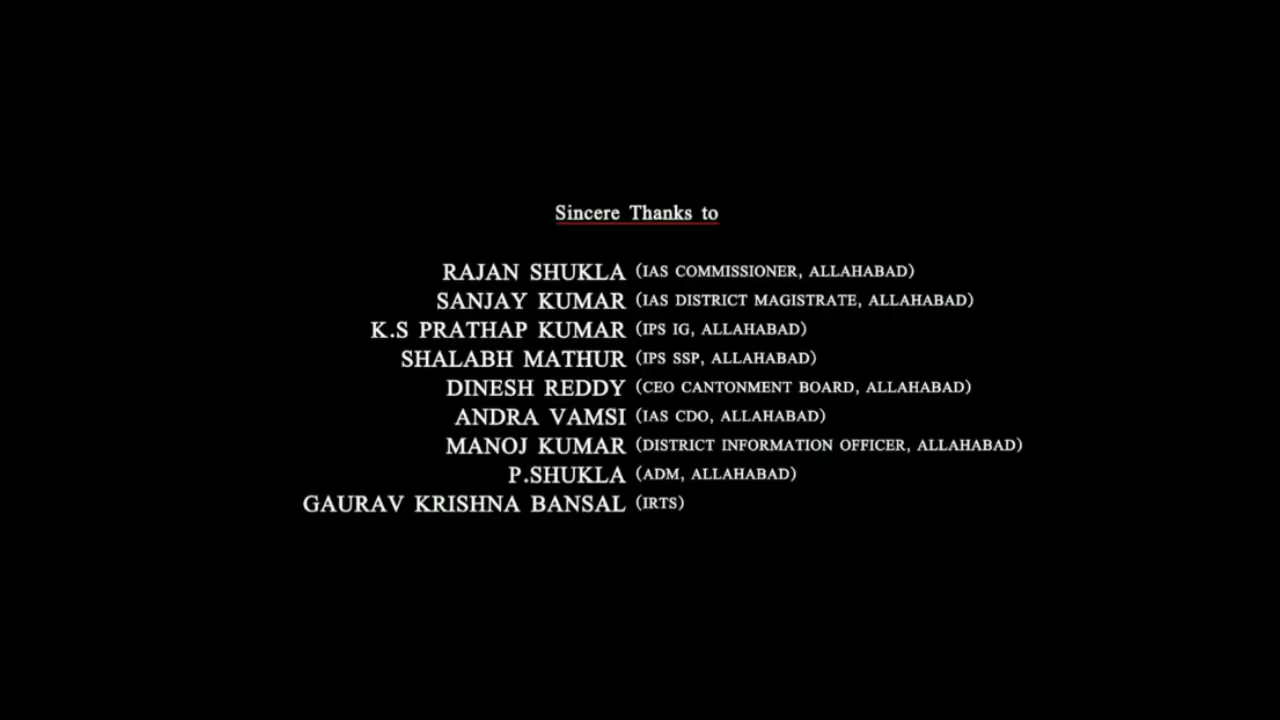 Sincere Thanks to
RAJAN SHUKLA (IAS COMMISSIONER, ALLAHABAD)
SANJAY KUMAR (IAS DISTRICT MAGISTRATE, ALLAHABAD)
K.S PRATHAP KUMAR (IPS IG, ALLAHABAD)
SHALABH MATHUR (IPS SSP, ALLAHABAD)
DINESH REDDY (CEO CANTONMENT BOARD, ALLAHABAD)
ANDRA VAMSI (IAS CDO, ALLAHABAD)
MANOJ KUMAR (DISTRICT INFORMATION OFFICER, ALLAHABAD)
P.SHUKLA (ADM, ALLAHABAD)
GAURAV KRISHNA BANSAL (IRTS)